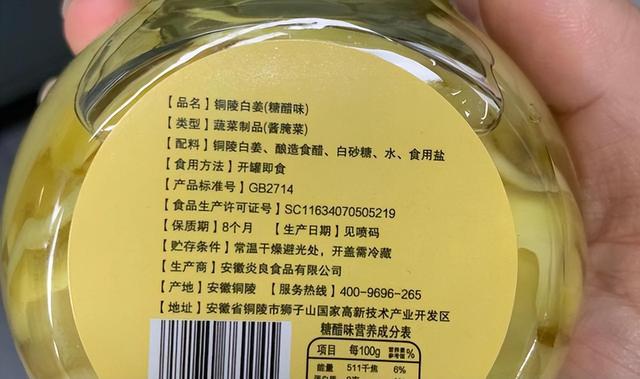 【品名】铜陵白姜(糖醋味)
【类型】蔬菜制品(酱腌菜)
【配料】铜陵白姜、酿造食醋、白砂糖、水、食用盐
【食用方法】开罐即食
【产品标准号】GB2714
【食品生产许可证号】SC11634070505219
【保质期】8个月 【生产日期】见喷码
【贮存条件】常温干燥避光处，开盖需冷藏
【生产商】安徽炎良食品有限公司
【产地】安徽铜陵 【服务热线】400-9696-265
【地址】安徽省铜陵市狮子山国家高新技术产业开发区
糖醋味营养成分表
项目 每100g 营养素参考值%
能量 511千焦 6%